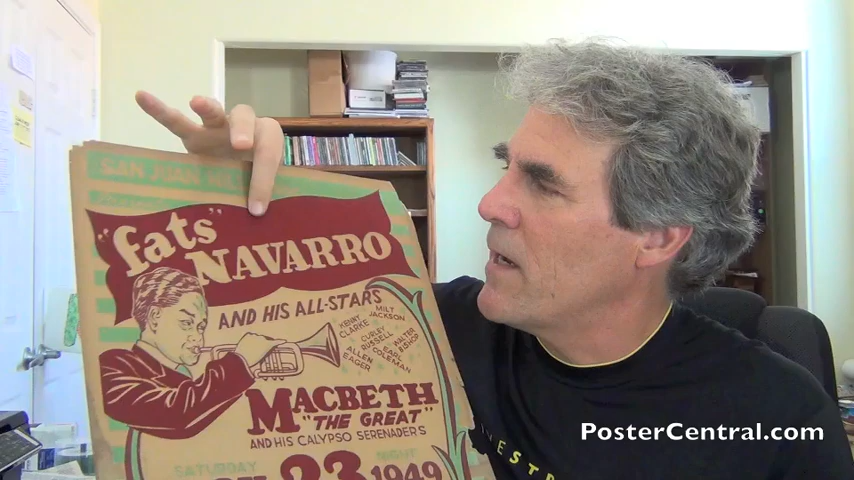 SAN JUAN HIL
"fats"
NAVARRO
AND HIS ALL-STARS
KENNY CLARKE
MILT JACKSON
CURLEY RUSSELL
WALTER BISHOP
ALLEN EAGER
EARL COLEMAN
MACBETH
"THE GREAT"
AND HIS CALYPSO SERENADERS
SATURDAY NIGHT
23 1949
PosterCentral.com